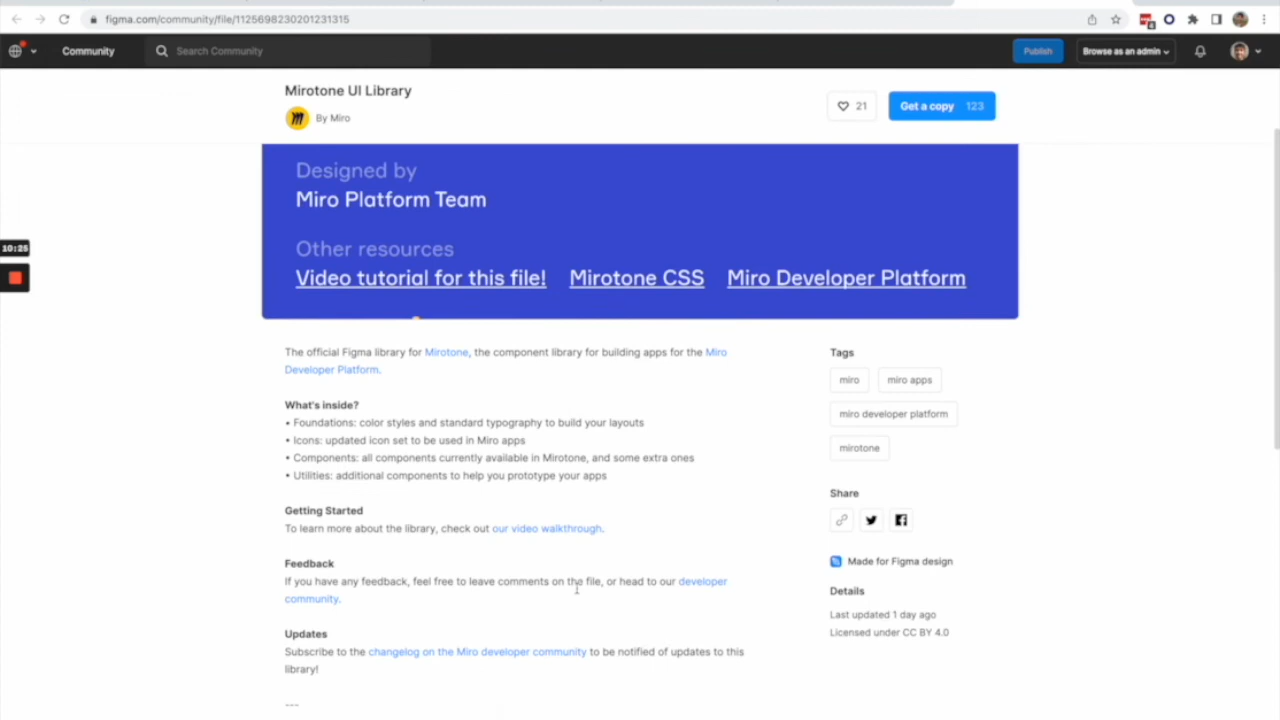 figma.com/community/file/1125698230201231315
Community
Search Community
Publish
Browse as an admin
Mirotone UI Library
By Miro
21
Get a copy 123
Designed by
Miro Platform Team
Other resources
Video tutorial for this file! Mirotone CSS Miro Developer Platform
10:25
The official Figma library for Mirotone, the component library for building apps for the Miro
Developer Platform.
What's inside?
• Foundations: color styles and standard typography to build your layouts
• Icons: updated icon set to be used in Miro apps
• Components: all components currently available in Mirotone, and some extra ones
• Utilities: additional components to help you prototype your apps
Getting Started
To learn more about the library, check out our video walkthrough.
Feedback
If you have any feedback, feel free to leave comments on the file, or head to our developer
community.
Updates
Subscribe to the changelog on the Miro developer community to be notified of updates to this
library!
---
Tags
miro
miro apps
miro developer platform
mirotone
Share
Made for Figma design
Details
Last updated 1 day ago
Licensed under CC BY 4.0